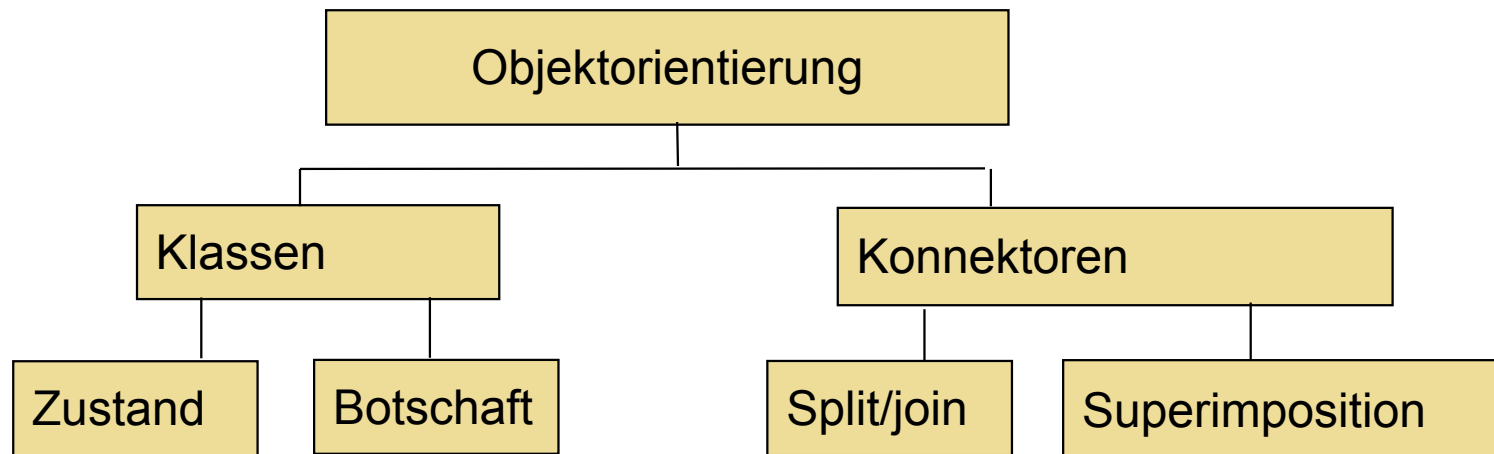 Objektorientierung
Klassen
Konnektoren
Zustand
Botschaft
Split/join
Superimposition